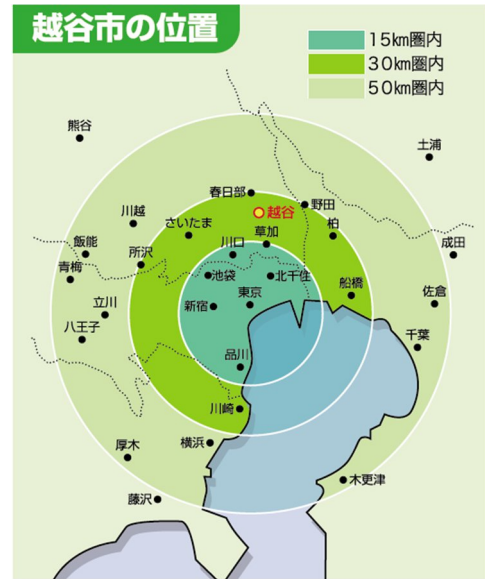 越谷市の位置
15km圏内
30km圏内
50km圏内
熊谷
土浦
春日部
野田
越谷
川越
さいたま
草加
柏
飯能
所沢
川口
成田
青梅
池袋
北千住
船橋
佐倉
立川
新宿
東京
八王子
千葉
品川
川崎
横浜
厚木
木更津
藤沢